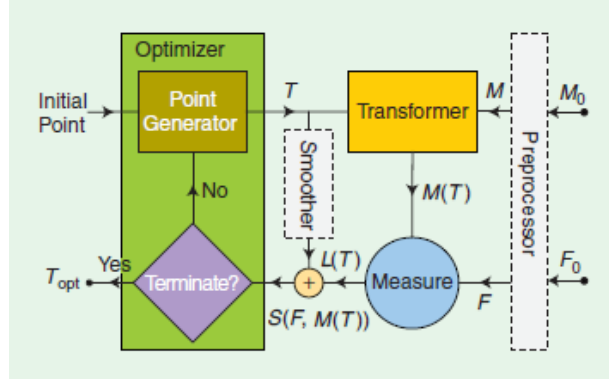 Optimizer
Initial
Point
Point
Generator
T
Transformer
M
M0
Preprocessor
Smoother
No
M(T)
Yes
Topt
Terminate?
L(T)
+
S(F, M(T))
Measure
F
F0